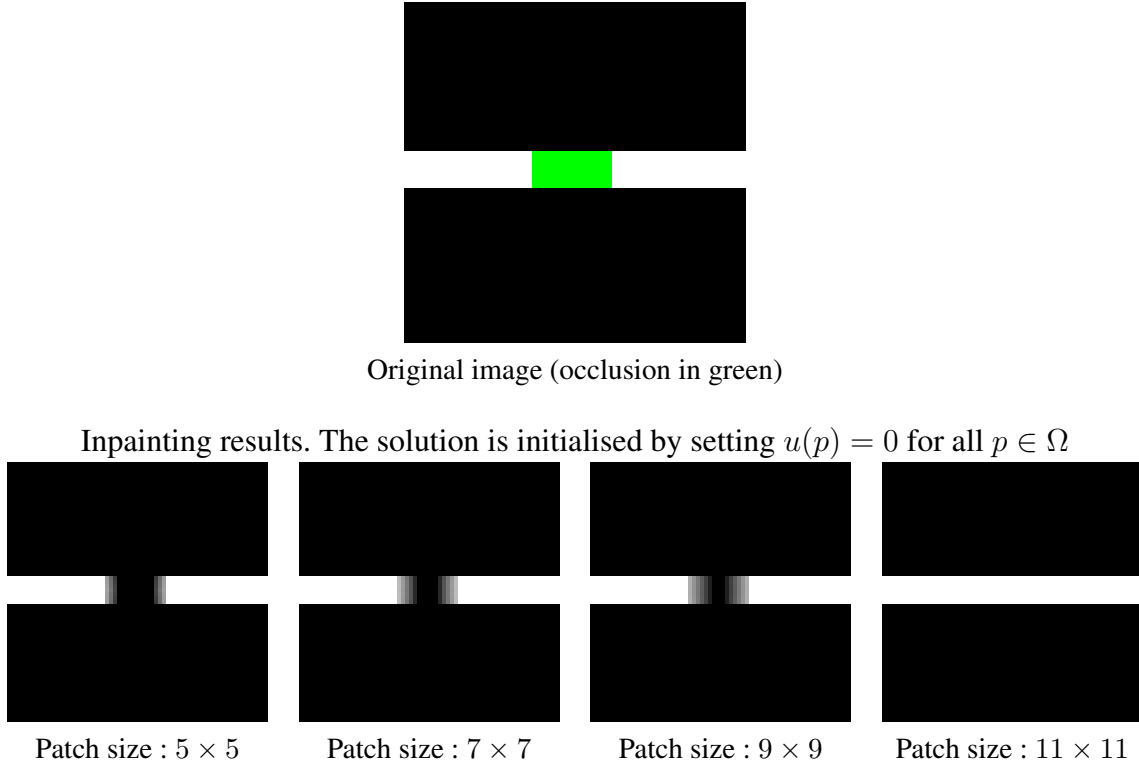 Original image (occlusion in green)
Inpainting results. The solution is initialised by setting u(p) = 0 for all p ∈ Ω
Patch size : 5 × 5
Patch size : 7 × 7
Patch size : 9 × 9
Patch size : 11 × 11